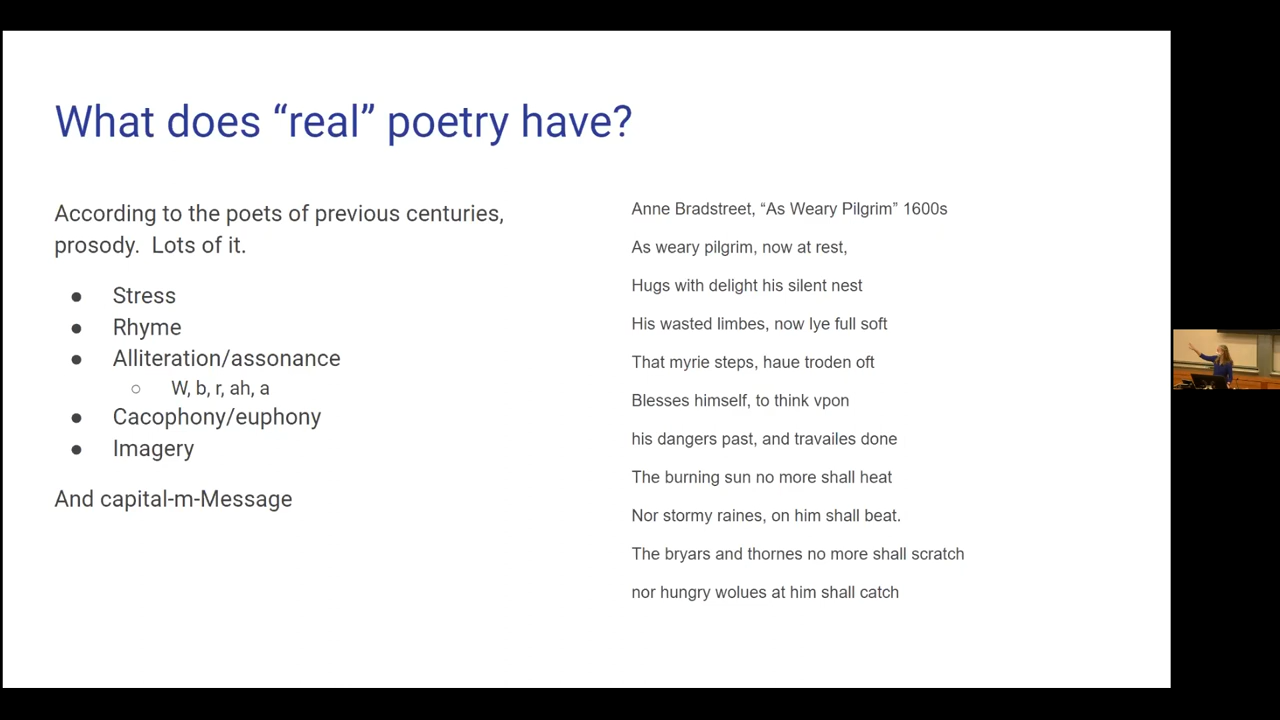 What does “real” poetry have?
According to the poets of previous centuries,
prosody.  Lots of it.
● Stress
● Rhyme
● Alliteration/assonance
○ W, b, r, ah, a
● Cacophony/euphony
● Imagery
And capital-m-Message
Anne Bradstreet, “As Weary Pilgrim” 1600s
As weary pilgrim, now at rest,
Hugs with delight his silent nest
His wasted limbes, now lye full soft
That myrie steps, haue troden oft
Blesses himself, to think vpon
his dangers past, and travailes done
The burning sun no more shall heat
Nor stormy raines, on him shall beat.
The bryars and thornes no more shall scratch
nor hungry wolues at him shall catch